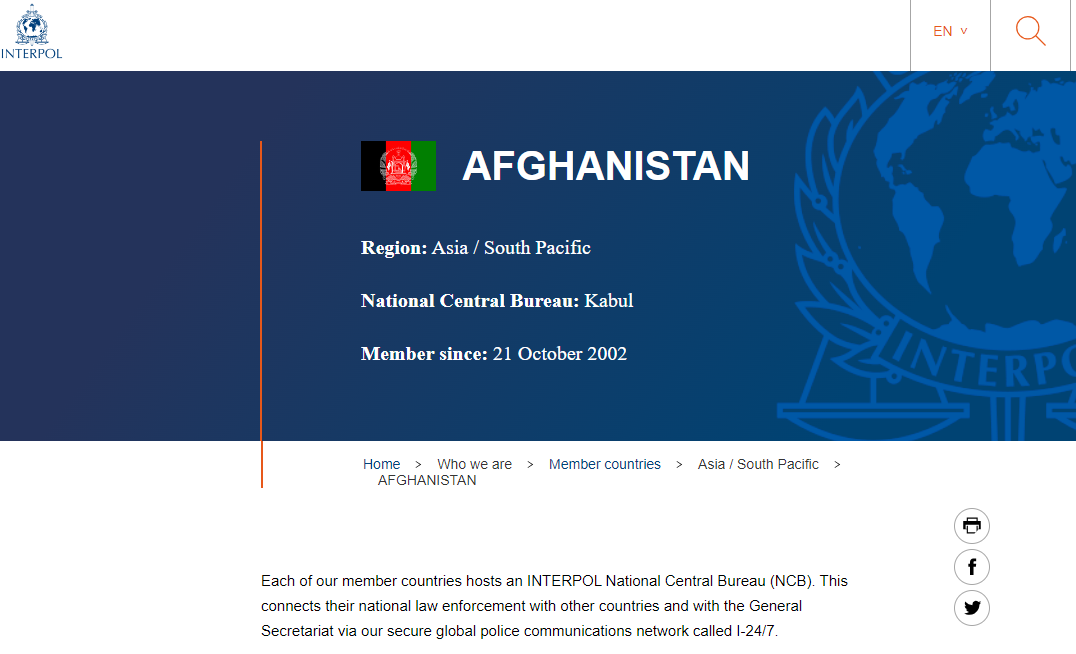 INTERPOL
EN
AFGHANISTAN
Region: Asia / South Pacific
National Central Bureau: Kabul
Member since: 21 October 2002
INTERPO
Home > Who we are > Member countries > Asia / South Pacific >
AFGHANISTAN
Each of our member countries hosts an INTERPOL National Central Bureau (NCB). This
connects their national law enforcement with other countries and with the General
Secretariat via our secure global police communications network called I-24/7.